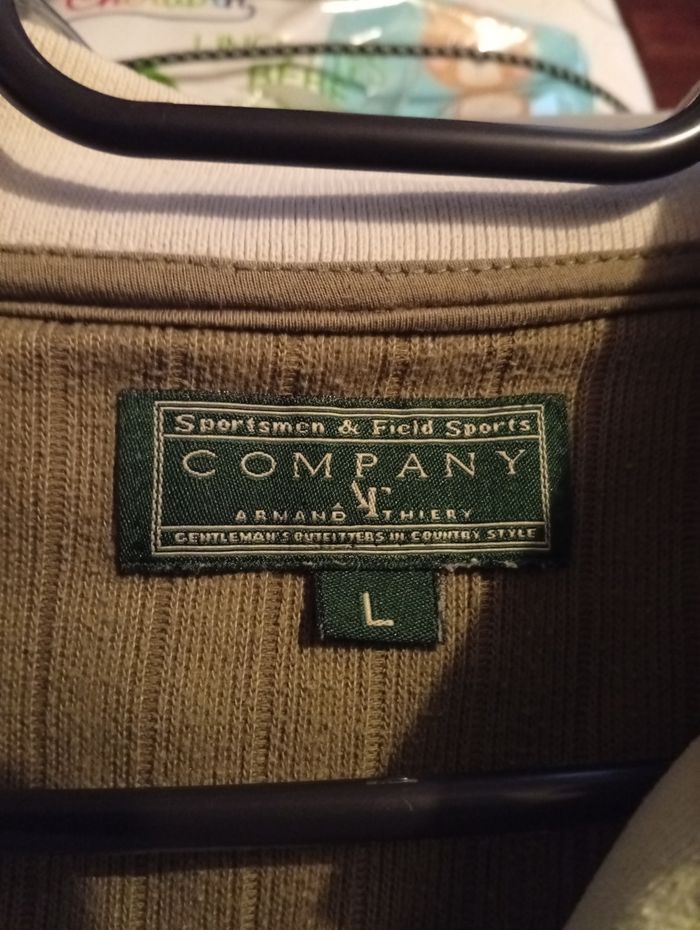 Sportsmen & Field Sports
COMPANY
ARMAND THIERY
GENTLEMAN'S OUTFITTERS IN COUNTRY STYLE
L